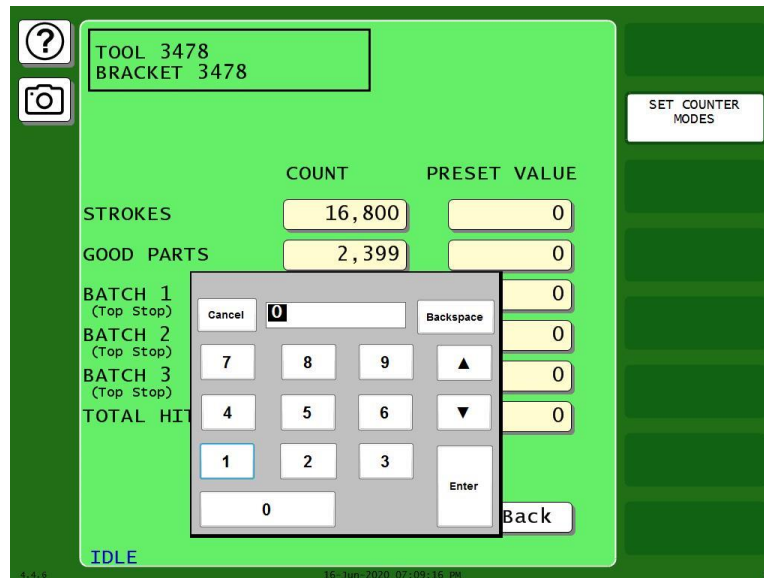 ?
TOOL 3478
BRACKET 3478
SET COUNTER
MODES
COUNT PRESET VALUE
STROKES 16,800 0
GOOD PARTS 2,399 0
BATCH 1 0
(Top Stop)
BATCH 2 0
(Top Stop)
BATCH 3 0
(Top Stop)
TOTAL HIT 0
Cancel 0 Backspace
7 8 9 ▲
4 5 6 ▼
1 2 3
Enter
0
Back
IDLE
4.4.6 16-Jun-2020 07:09:16 PM